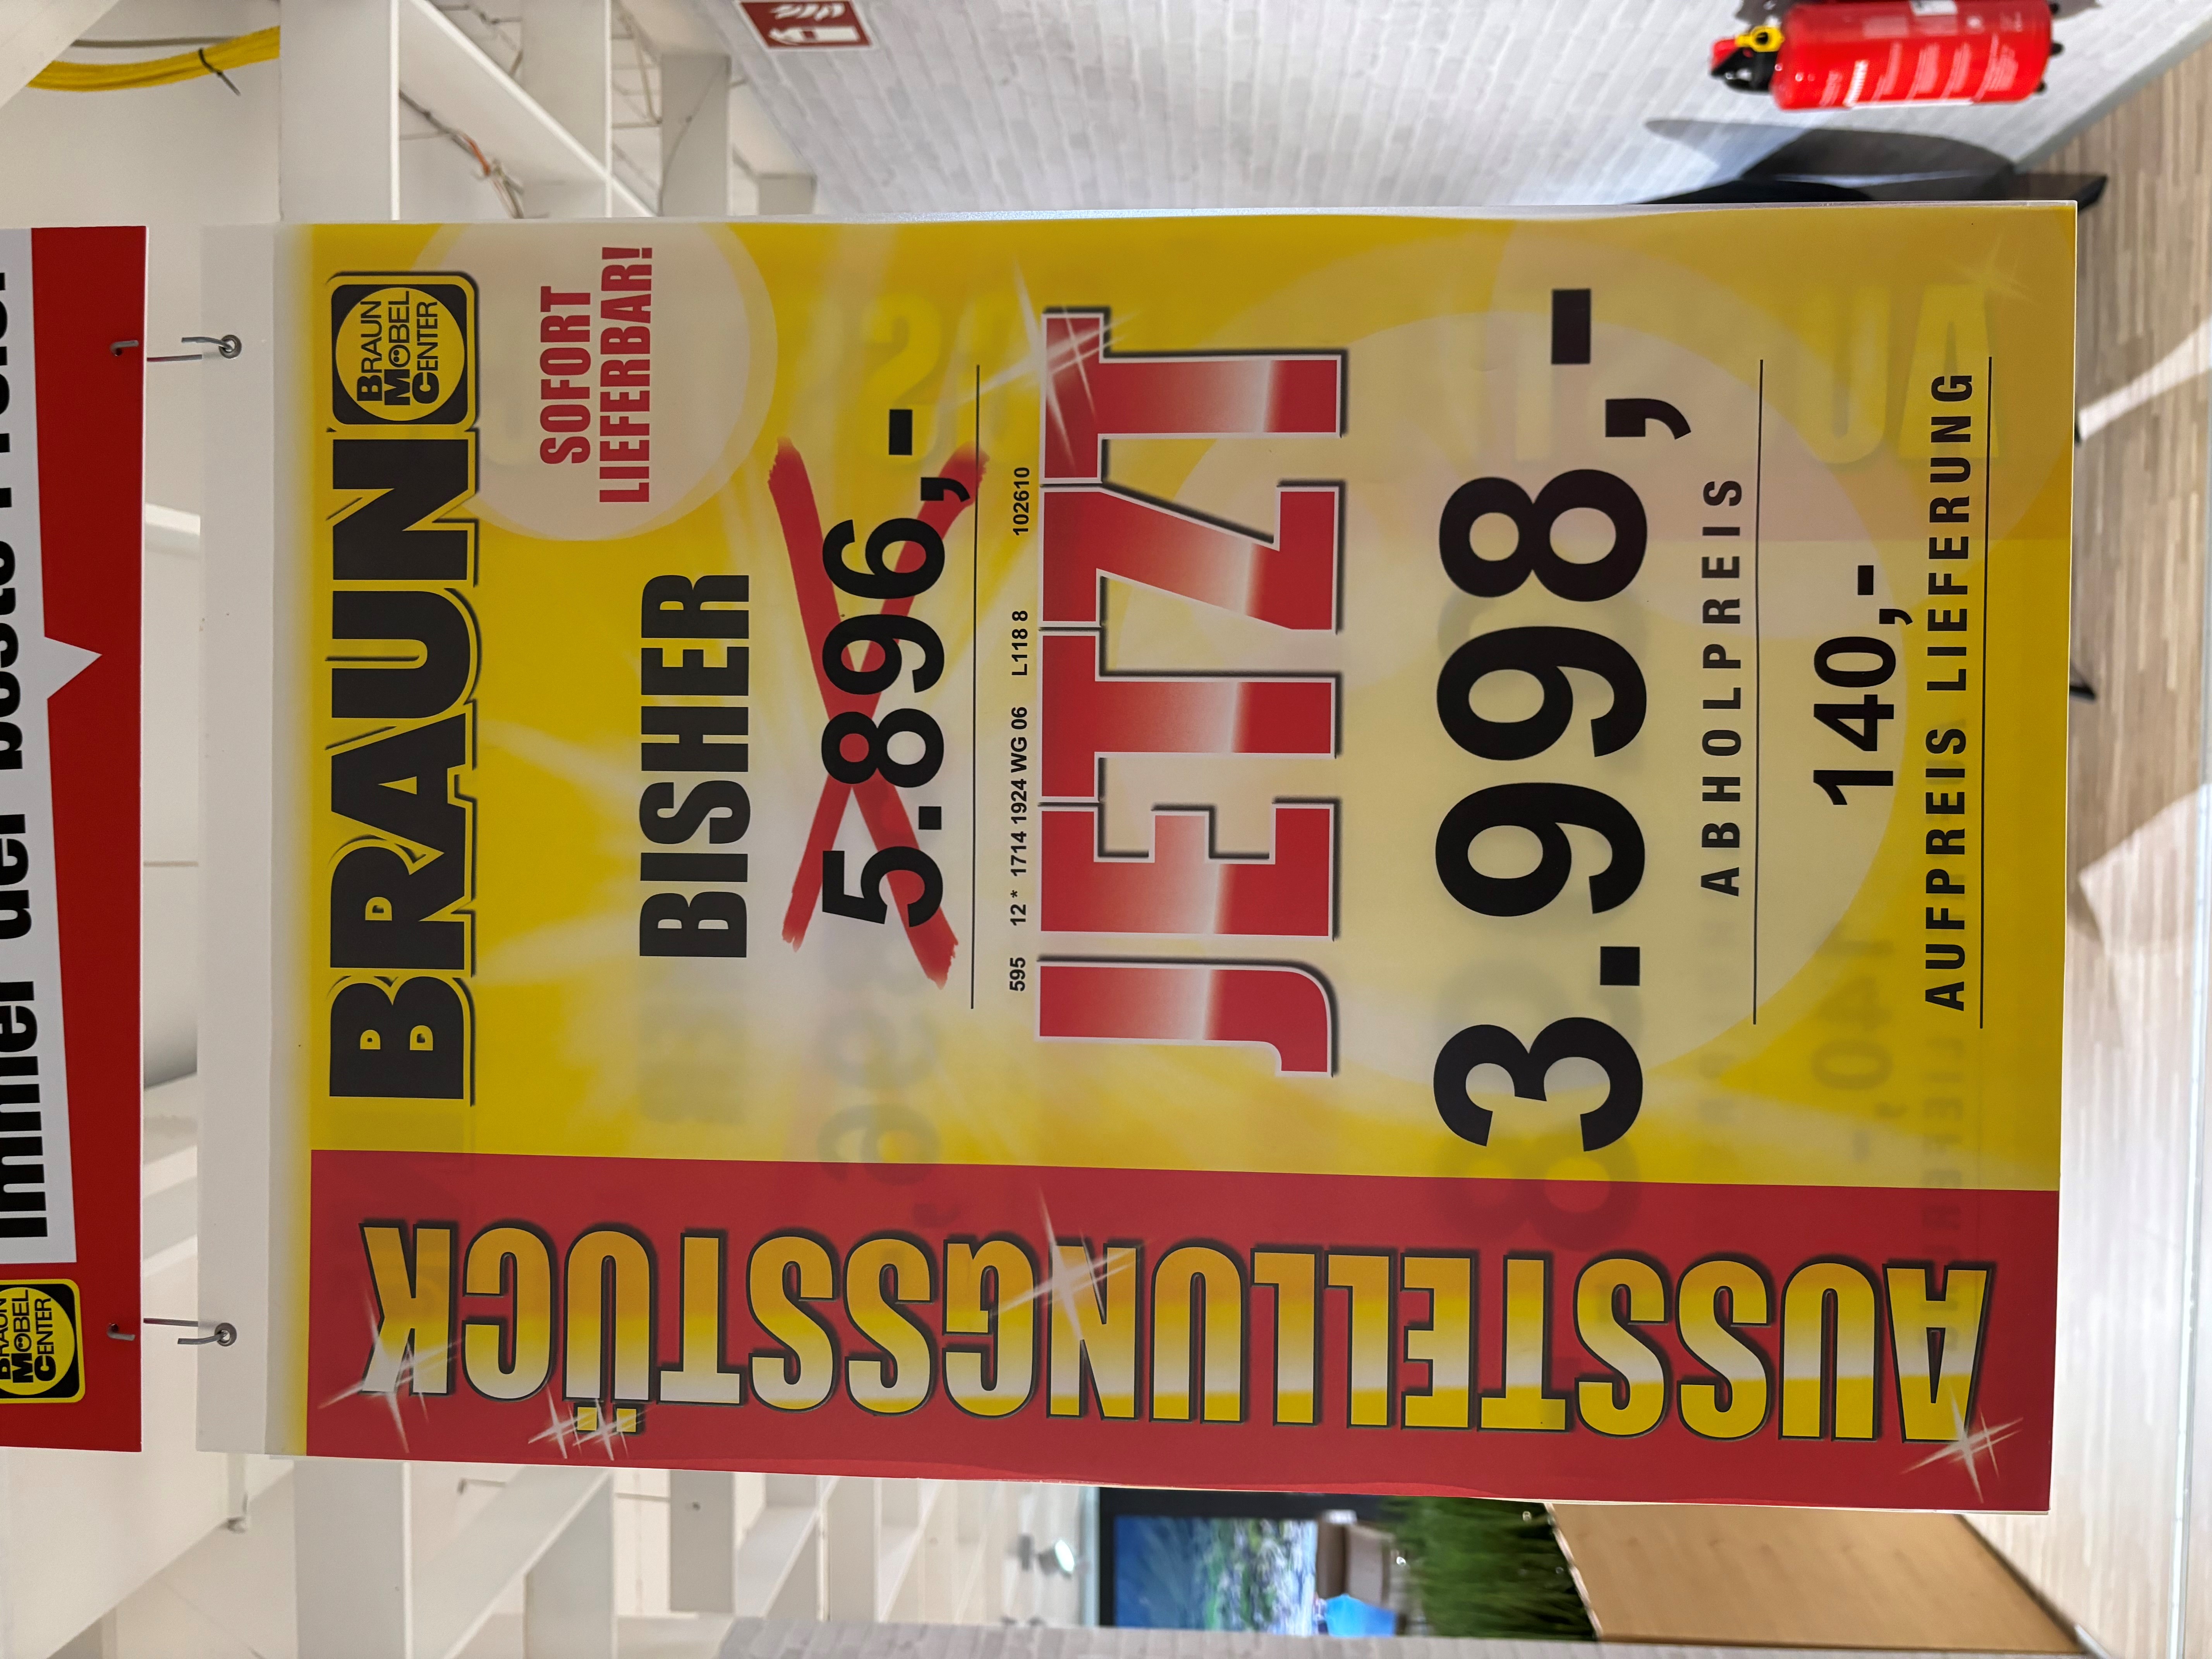 BRAUN
BRAUN
MÖBEL
CENTER
SOFORT
LIEFERBAR!
BISHER
5.896,-
595 12 * 1714 1924 WG 06 L118 8 102610
JETZT
3.998,-
ABHOLPREIS
140,-
AUFPREIS LIEFERUNG
AUSSTELLUNGSSTÜCK
BRAUN
MÖBEL
CENTER
immer der beste